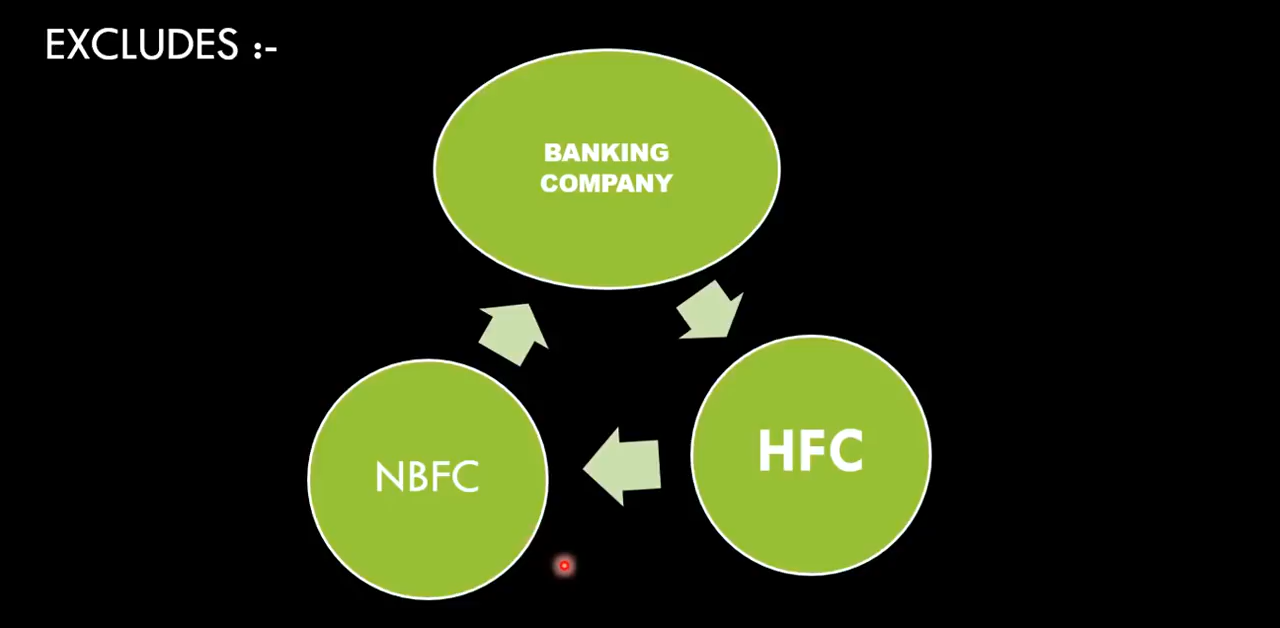 EXCLUDES :-
BANKING
COMPANY
HFC
NBFC